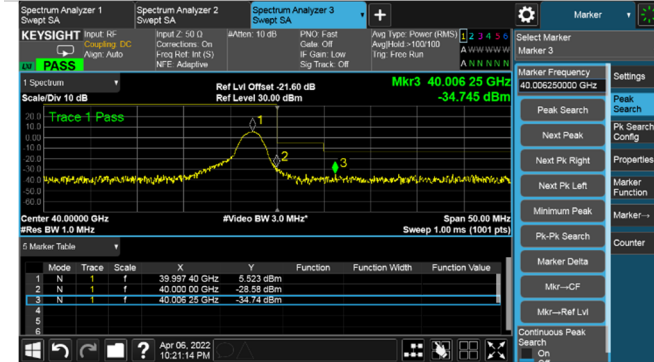 Spectrum Analyzer 1
Swept SA
Spectrum Analyzer 2
Swept SA
Spectrum Analyzer 3
Swept SA
Marker
KEYSIGHT
Input: RF
Coupling: DC
Align: Auto
Input Z: 50 Ω
Corrections: On
Freq Ref: Int (S)
NFE: Adaptive
#Atten: 10 dB
PNO: Fast
Gate: Off
IF Gain: Low
Sig Track: Off
Avg Type: Power (RMS)
Avg|Hold >100/100
Trig: Free Run
1 2 3 4 5 6
A W W W W W
A N N N N N
PASS
Select Marker
Marker 3
1 Spectrum
Scale/Div 10 dB
Ref Lvl Offset -21.60 dB
Ref Level 30.00 dBm
Mkr3 40.006 25 GHz
-34.745 dBm
Trace 1 Pass
20.0
10.0
0.00
-10.0
-20.0
-30.0
-40.0
-50.0
-60.0
1
2
3
Center 40.00000 GHz
#Res BW 1.0 MHz
#Video BW 3.0 MHz*
Span 50.00 MHz
Sweep 1.00 ms (1001 pts)
5 Marker Table
Mode Trace Scale X Y Function Function Width Function Value
1 N 1 f 39.997 40 GHz 5.523 dBm
2 N 1 f 40.000 00 GHz -28.58 dBm
3 N 1 f 40.006 25 GHz -34.74 dBm
4
5
6
Apr 06, 2022
10:21:14 PM
Marker Frequency
40.006250000 GHz
Peak Search
Next Peak
Next Pk Right
Next Pk Left
Minimum Peak
Pk-Pk Search
Marker Delta
Mkr→CF
Mkr→Ref Lvl
Continuous Peak
Search
On
Off
Settings
Peak
Search
Pk Search
Config
Properties
Marker
Function
Marker→
Counter